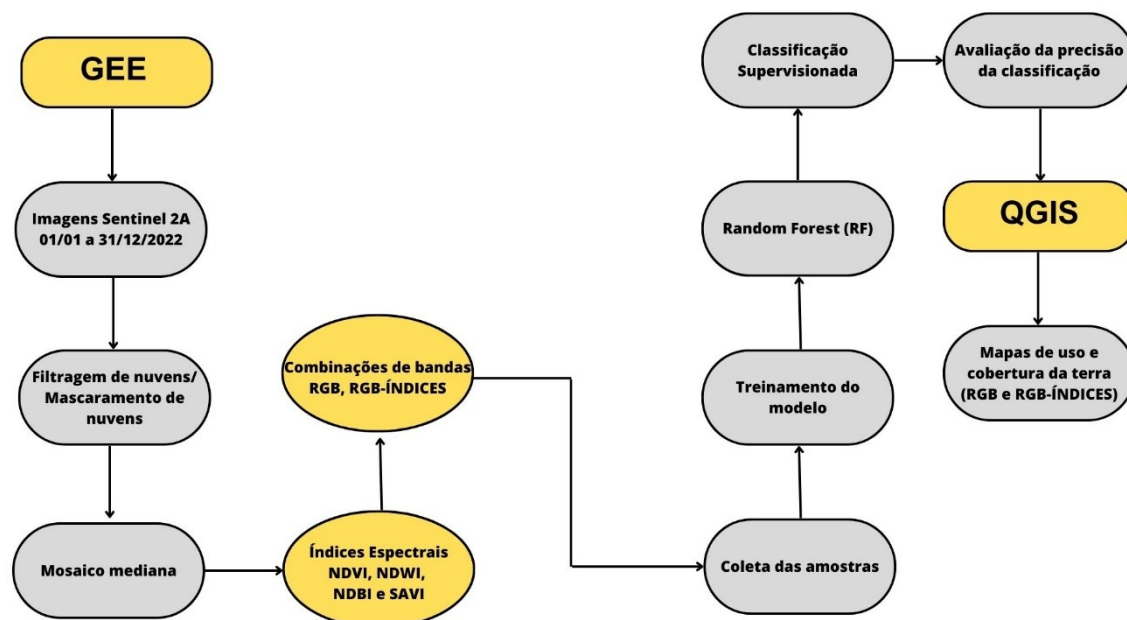 GEE
Imagens Sentinel 2A
01/01 a 31/12/2022
Filtragem de nuvens/
Mascaramento de
nuvens
Mosaico mediana
Índices Espectrais
NDVI, NDWI,
NDBI e SAVI
Combinações de bandas
RGB, RGB-ÍNDICES
Coleta das amostras
Treinamento do
modelo
Random Forest (RF)
Classificação
Supervisionada
Avaliação da precisão
da classificação
QGIS
Mapas de uso e
cobertura da terra
(RGB e RGB-ÍNDICES)